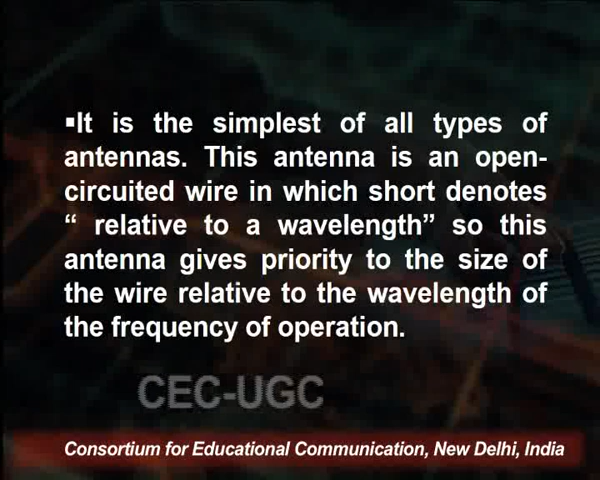 ▪It is the simplest of all types of
antennas. This antenna is an open-
circuited wire in which short denotes
“ relative to a wavelength” so this
antenna gives priority to the size of
the wire relative to the wavelength of
the frequency of operation.
CEC-UGC
Consortium for Educational Communication, New Delhi, India